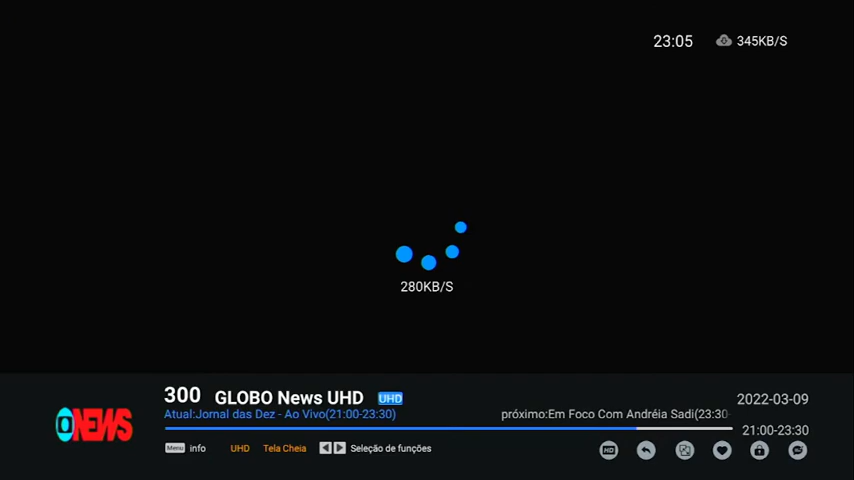 23:05 345KB/S
280KB/S
300 GLOBO News UHD UHD
2022-03-09
Atual:Jornal das Dez - Ao Vivo(21:00-23:30)
próximo:Em Foco Com Andréia Sadi(23:30-
21:00-23:30
NEWS
Menu info UHD Tela Cheia Seleção de funções
HD